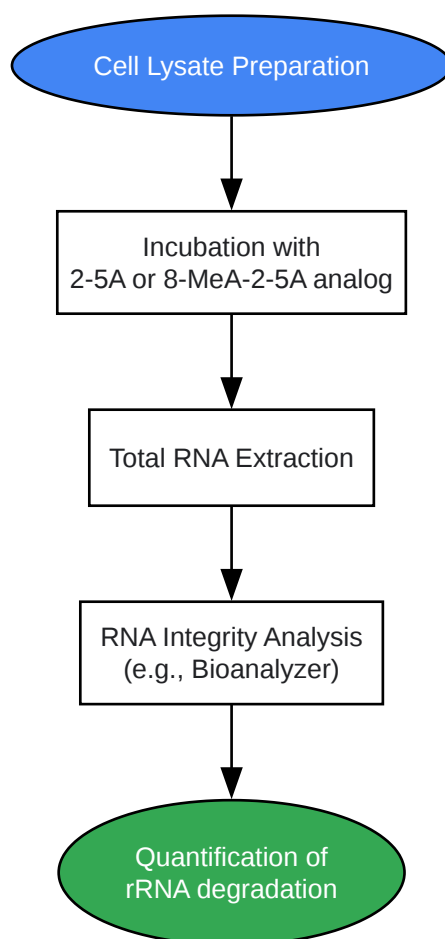 Cell Lysate Preparation
Incubation with
2-5A or 8-MeA-2-5A analog
Total RNA Extraction
RNA Integrity Analysis
(e.g., Bioanalyzer)
Quantification of
rRNA degradation